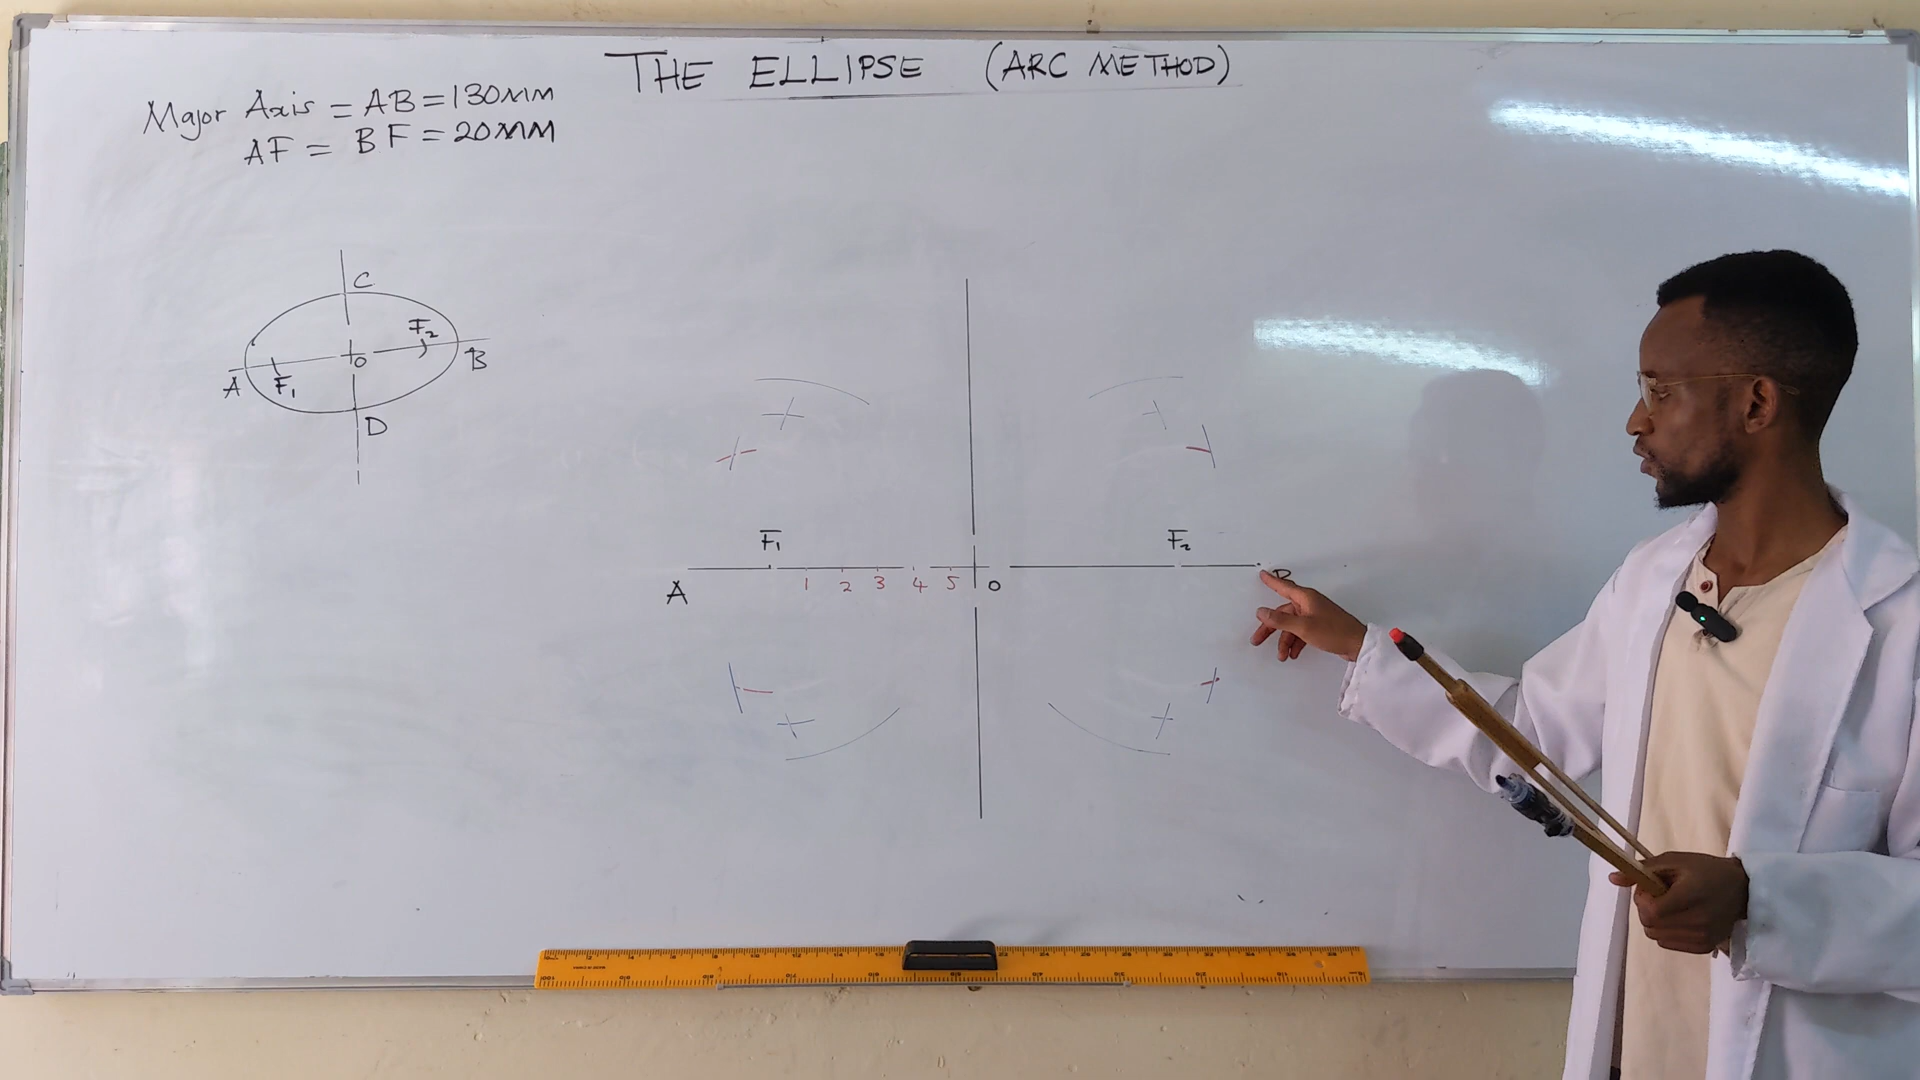 THE ELLIPSE (ARC METHOD)
Major Axis = AB = 130MM
AF = BF = 20MM
C
F2
O
B
A
F1
D
F1
F2
A
1 2 3 4 5
O